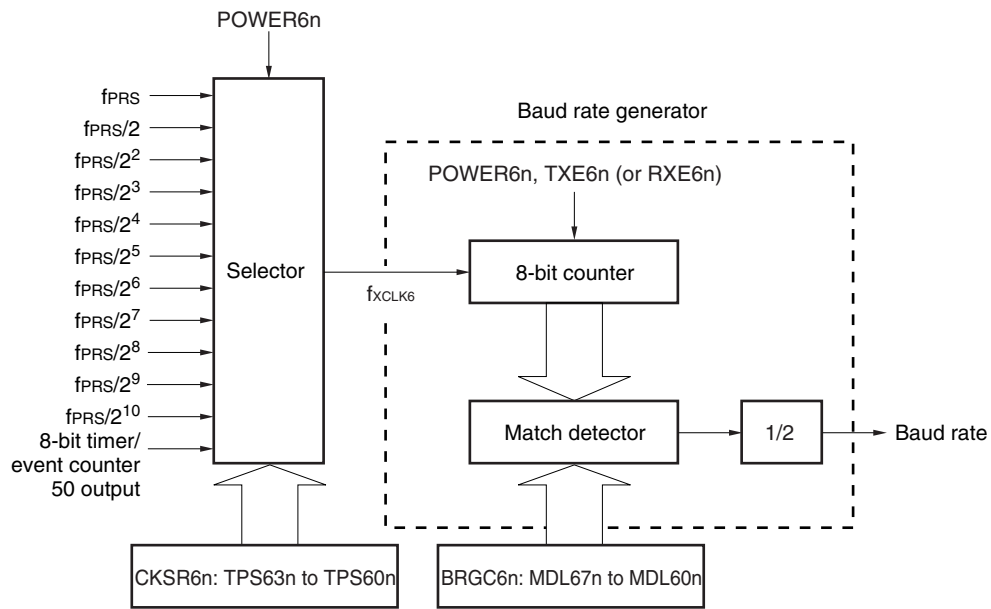 POWER6n
fPRS
fPRS/2
fPRS/2²
fPRS/2³
fPRS/2⁴
fPRS/2⁵
fPRS/2⁶
fPRS/2⁷
fPRS/2⁸
fPRS/2⁹
fPRS/2¹⁰
8-bit timer/
event counter
50 output
Selector
fXCLK6
Baud rate generator
POWER6n, TXE6n (or RXE6n)
8-bit counter
Match detector
1/2
Baud rate
CKSR6n: TPS63n to TPS60n
BRGC6n: MDL67n to MDL60n